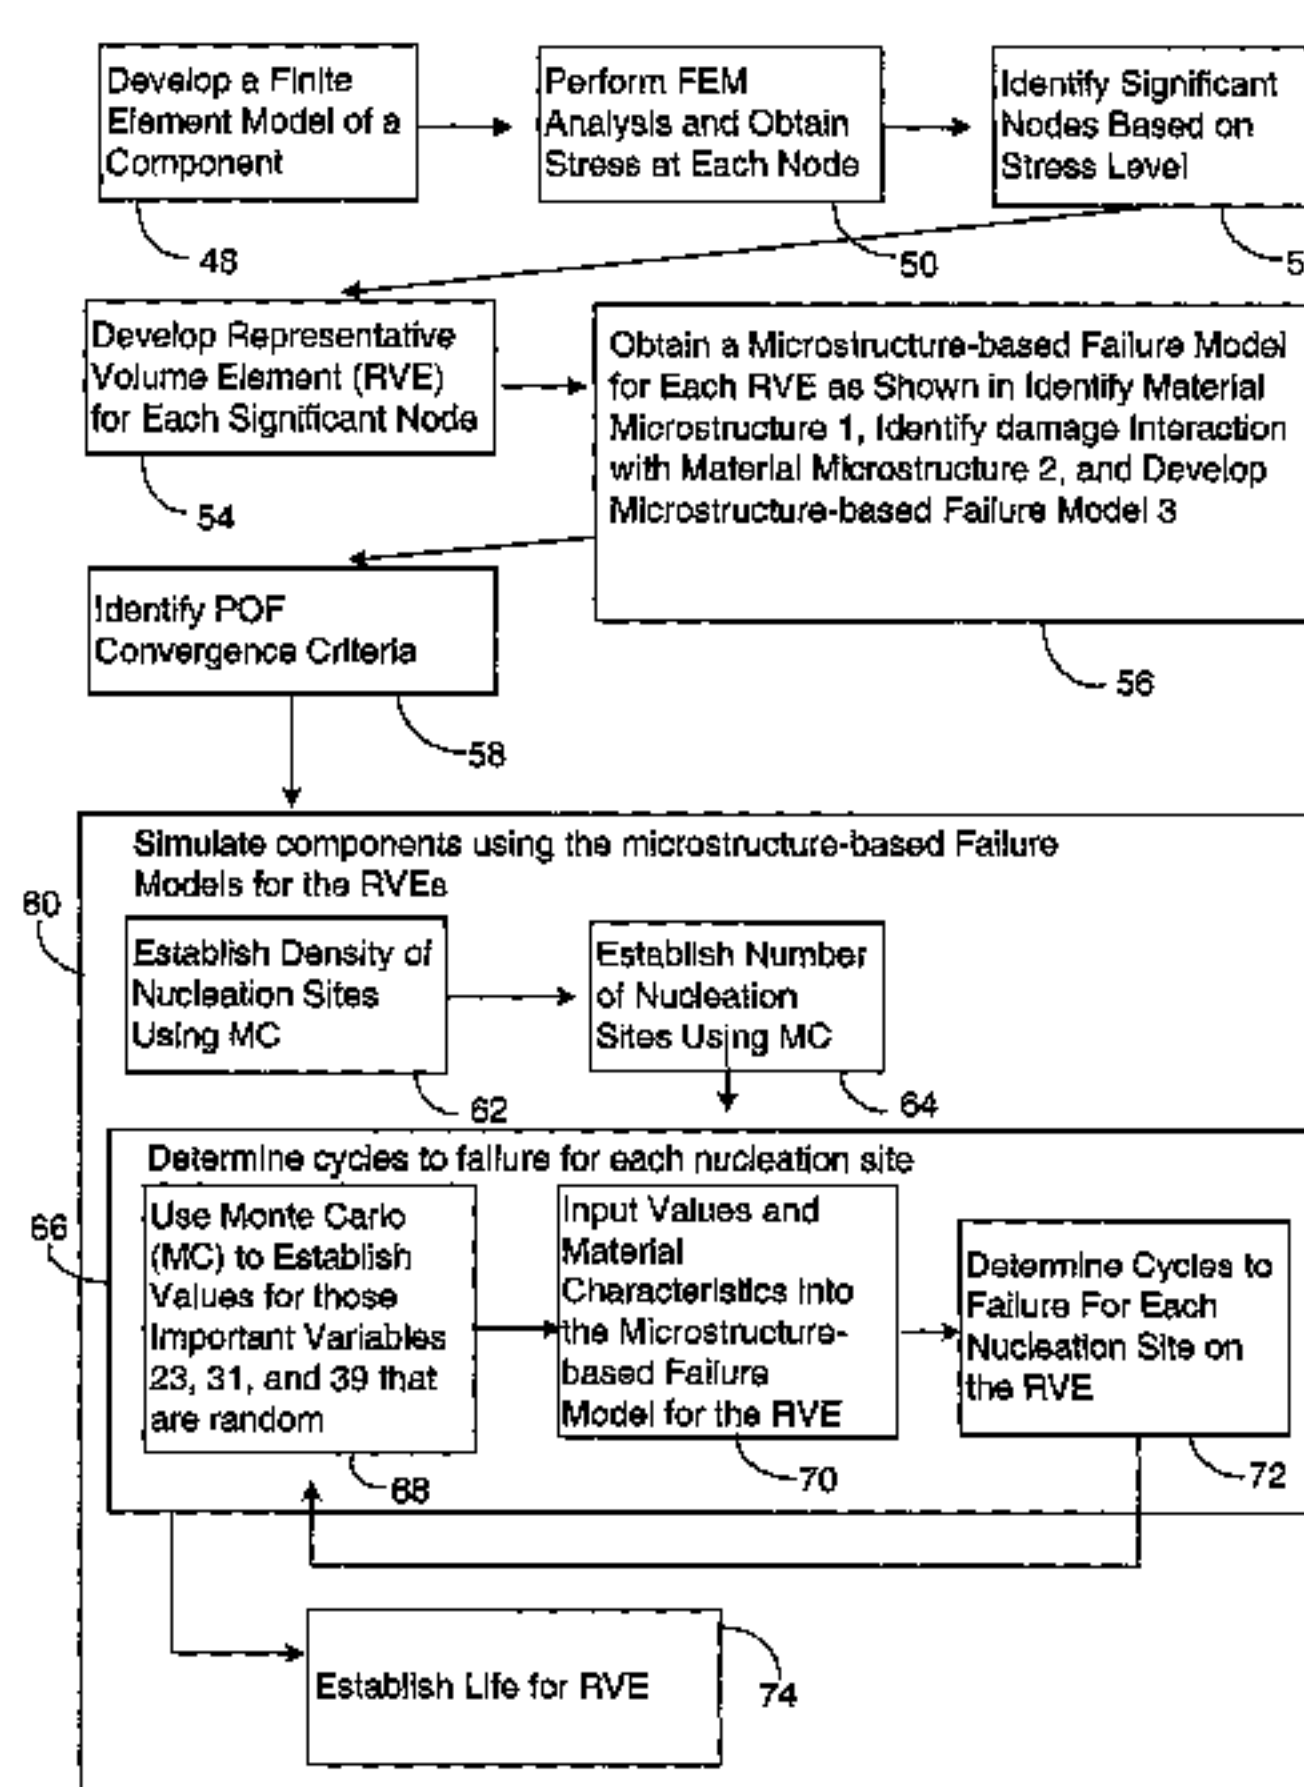 Develop a Finite
Element Model of a
Component
Perform FEM
Analysis and Obtain
Stress at Each Node
Identify Significant
Nodes Based on
Stress Level
48
50
5
Develop Representative
Volume Element (RVE)
for Each Significant Node
Obtain a Microstructure-based Failure Model
for Each RVE as Shown in Identify Material
Microstructure 1, Identify damage Interaction
with Material Microstructure 2, and Develop
Microstructure-based Failure Model 3
54
Identify POF
Convergence Criteria
56
58
Simulate components using the microstructure-based Failure
Models for the RVEs
60
Establish Density of
Nucleation Sites
Using MC
Establish Number
of Nucleation
Sites Using MC
62
64
Determine cycles to failure for each nucleation site
66
Use Monte Carlo
(MC) to Establish
Values for those
Important Variables
23, 31, and 39 that
are random
Input Values and
Material
Characteristics into
the Microstructure-
based Failure
Model for the RVE
Determine Cycles to
Failure For Each
Nucleation Site on
the RVE
68
70
72
Establish Life for RVE
74